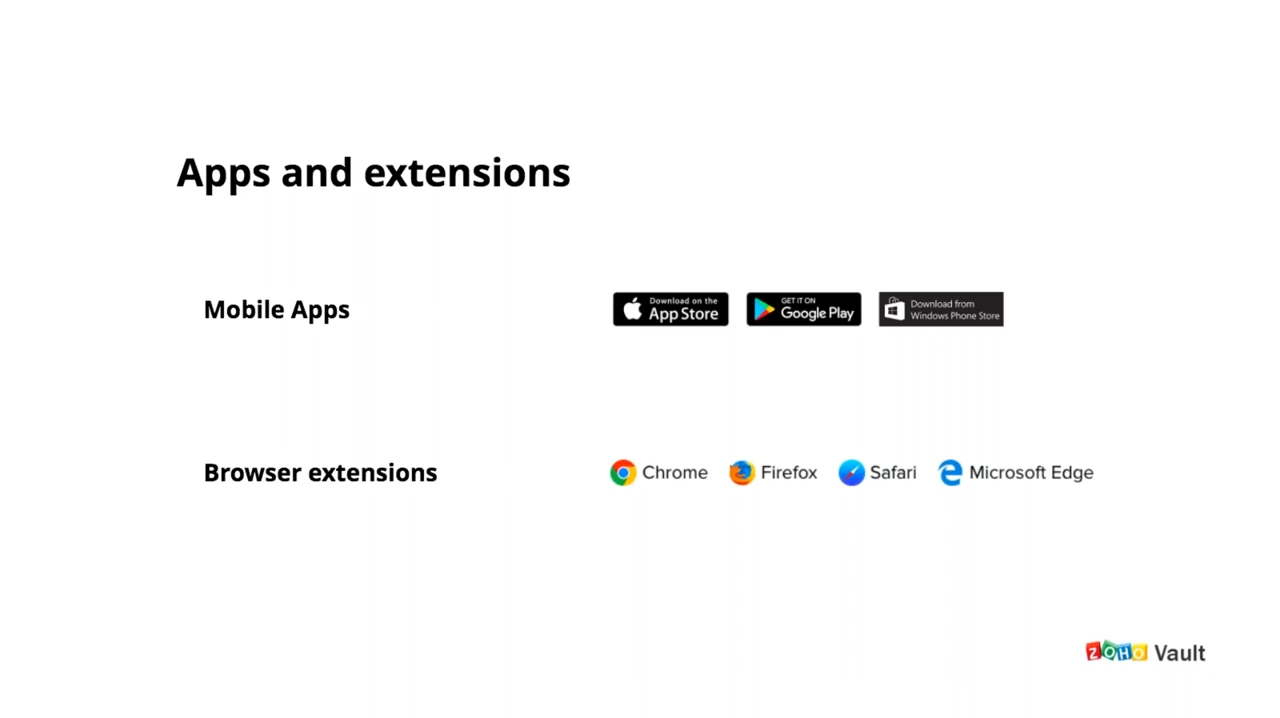 Apps and extensions
Mobile Apps
Download on the
App Store
GET IT ON
Google Play
Download from
Windows Phone Store
Browser extensions
Chrome
Firefox
Safari
Microsoft Edge
ZOHO Vault